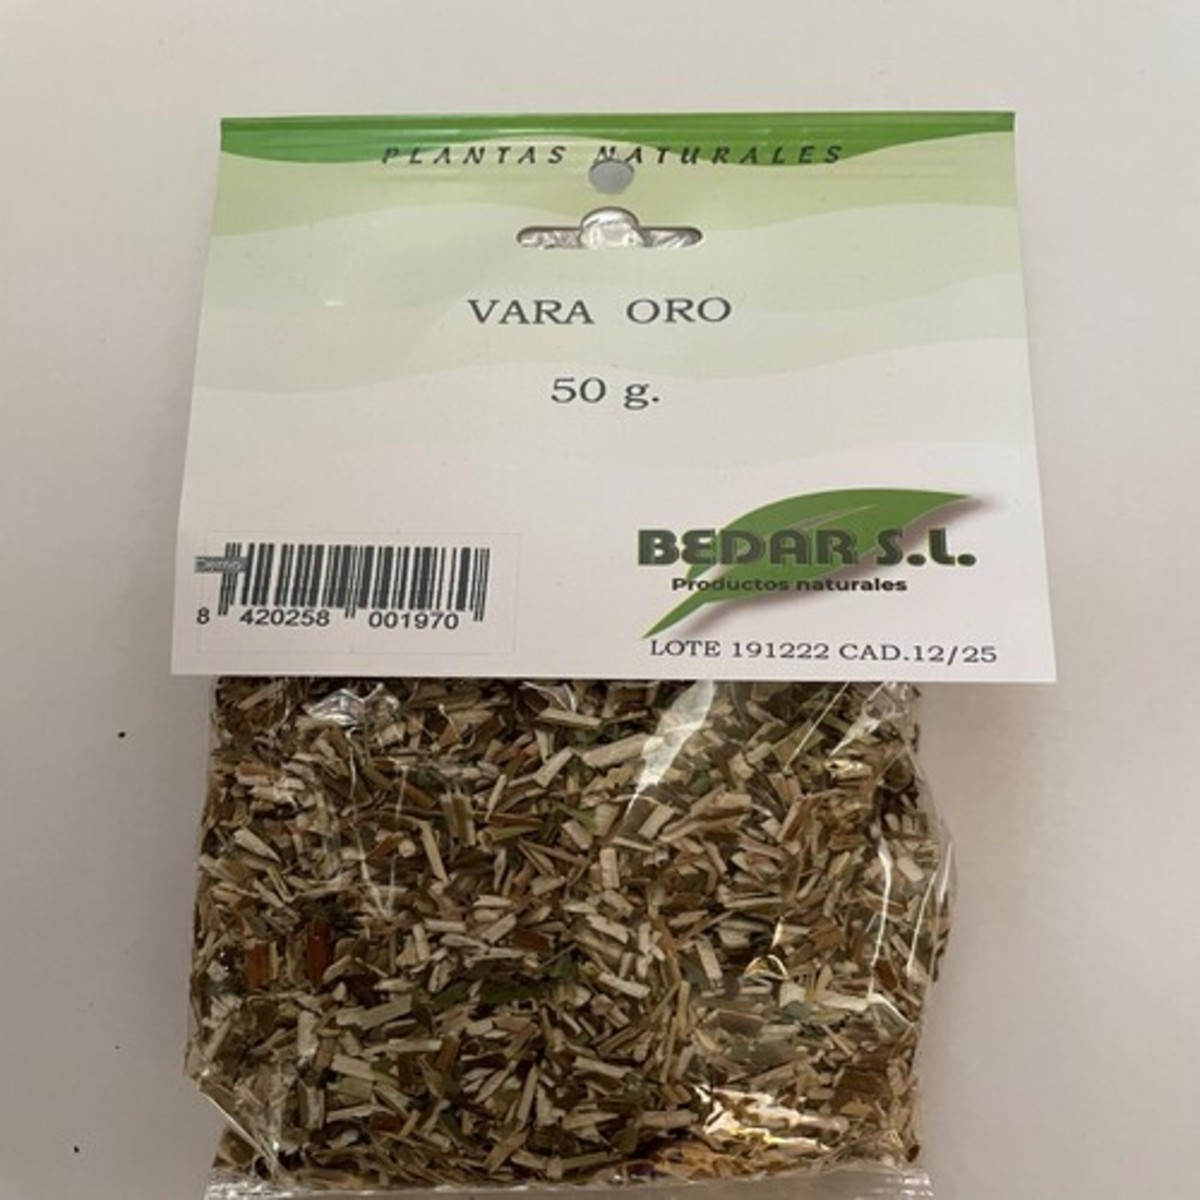 PLANTAS NATURALES
VARA ORO
50 g.
BEDAR S.L.
Productos naturales
8 420258 001970
LOTE 191222 CAD.12/25